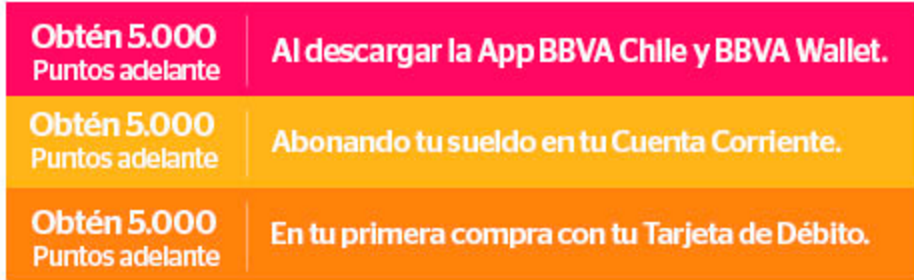 Obtén 5.000
Puntos adelante
Al descargar la App BBVA Chile y BBVA Wallet.
Obtén 5.000
Puntos adelante
Abonando tu sueldo en tu Cuenta Corriente.
Obtén 5.000
Puntos adelante
En tu primera compra con tu Tarjeta de Débito.